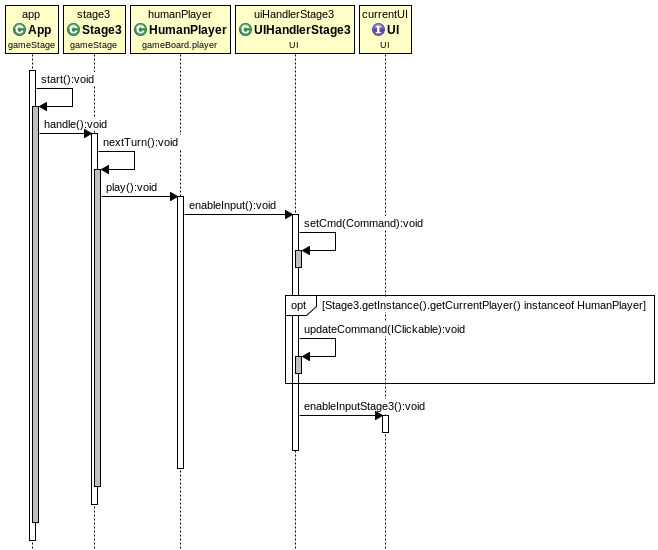 app
C App
gameStage
stage3
C Stage3
gameStage
humanPlayer
C HumanPlayer
gameBoard.player
uiHandlerStage3
C UIHandlerStage3
UI
currentUI
I UI
UI
start():void
handle():void
nextTurn():void
play():void
enableInput():void
setCmd(Command):void
opt [Stage3.getInstance().getCurrentPlayer() instanceof HumanPlayer]
updateCommand(IClickable):void
enableInputStage3():void